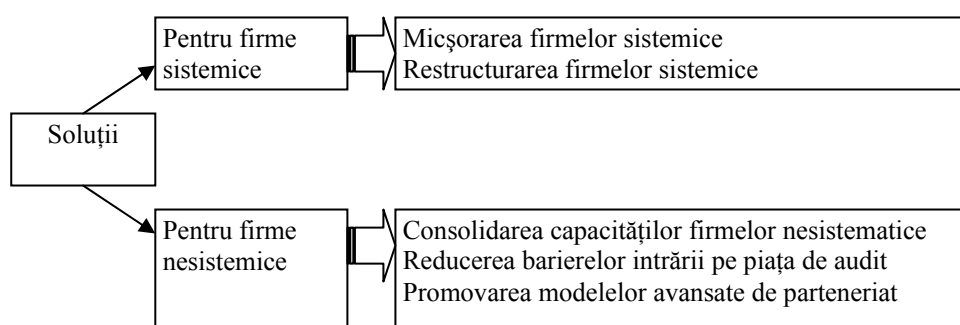 Pentru firme
sistemice
Micşorarea firmelor sistemice
Restructurarea firmelor sistemice
Soluții
Pentru firme
nesistemice
Consolidarea capacităților firmelor nesistematice
Reducerea barierelor intrării pe piața de audit
Promovarea modelelor avansate de parteneriat